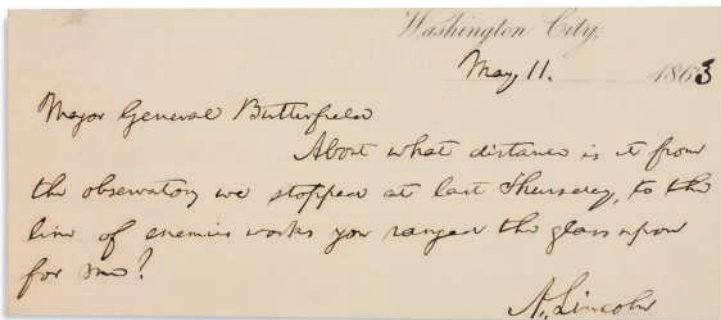 Washington City,
May 11. 1863
Major General Butterfield
About what distance is it from
the observatory we stopped at last Thursday, to the
line of enemies works you ranged the glass upon
for me?
A. Lincoln